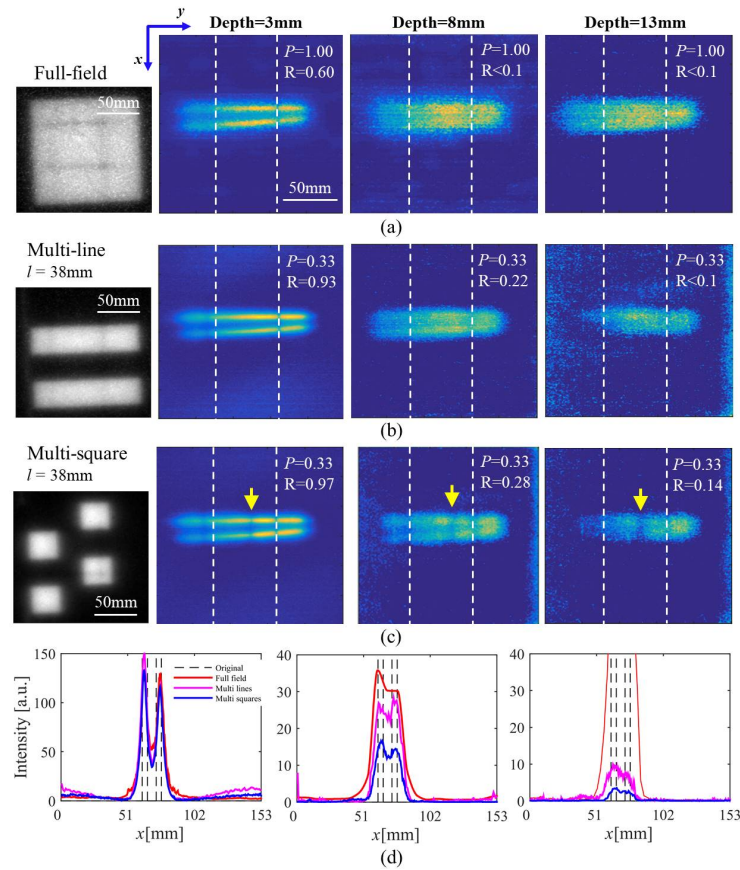 y
x
Depth=3mm Depth=8mm Depth=13mm
Full-field
50mm
P=1.00
R=0.60
50mm
P=1.00
R<0.1
P=1.00
R<0.1
(a)
Multi-line
l = 38mm
50mm
P=0.33
R=0.93
P=0.33
R=0.22
P=0.33
R<0.1
(b)
Multi-square
l = 38mm
50mm
P=0.33
R=0.97
P=0.33
R=0.28
P=0.33
R=0.14
(c)
Intensity [a.u.]
150
100
50
0
0 51 102 153
x[mm]
Original
Full field
Multi lines
Multi squares
40
30
20
10
0
0 51 102 153
x[mm]
40
30
20
10
0
0 51 102 153
x[mm]
(d)